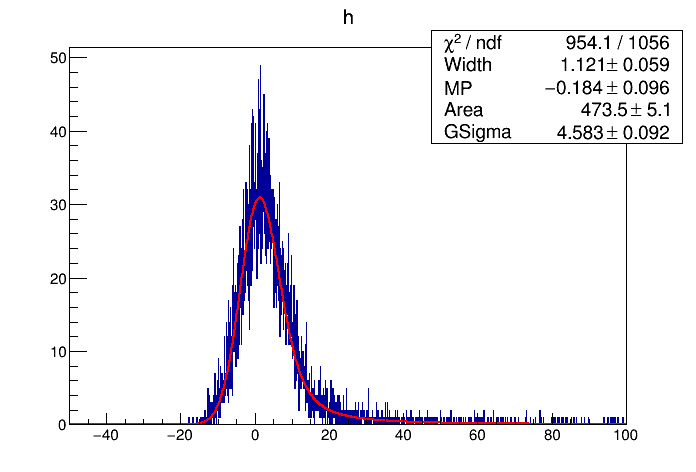 h
χ² / ndf 954.1 / 1056
Width 1.121± 0.059
MP −0.184± 0.096
Area 473.5± 5.1
GSigma 4.583± 0.092
50
40
30
20
10
0
−40 −20 0 20 40 60 80 100